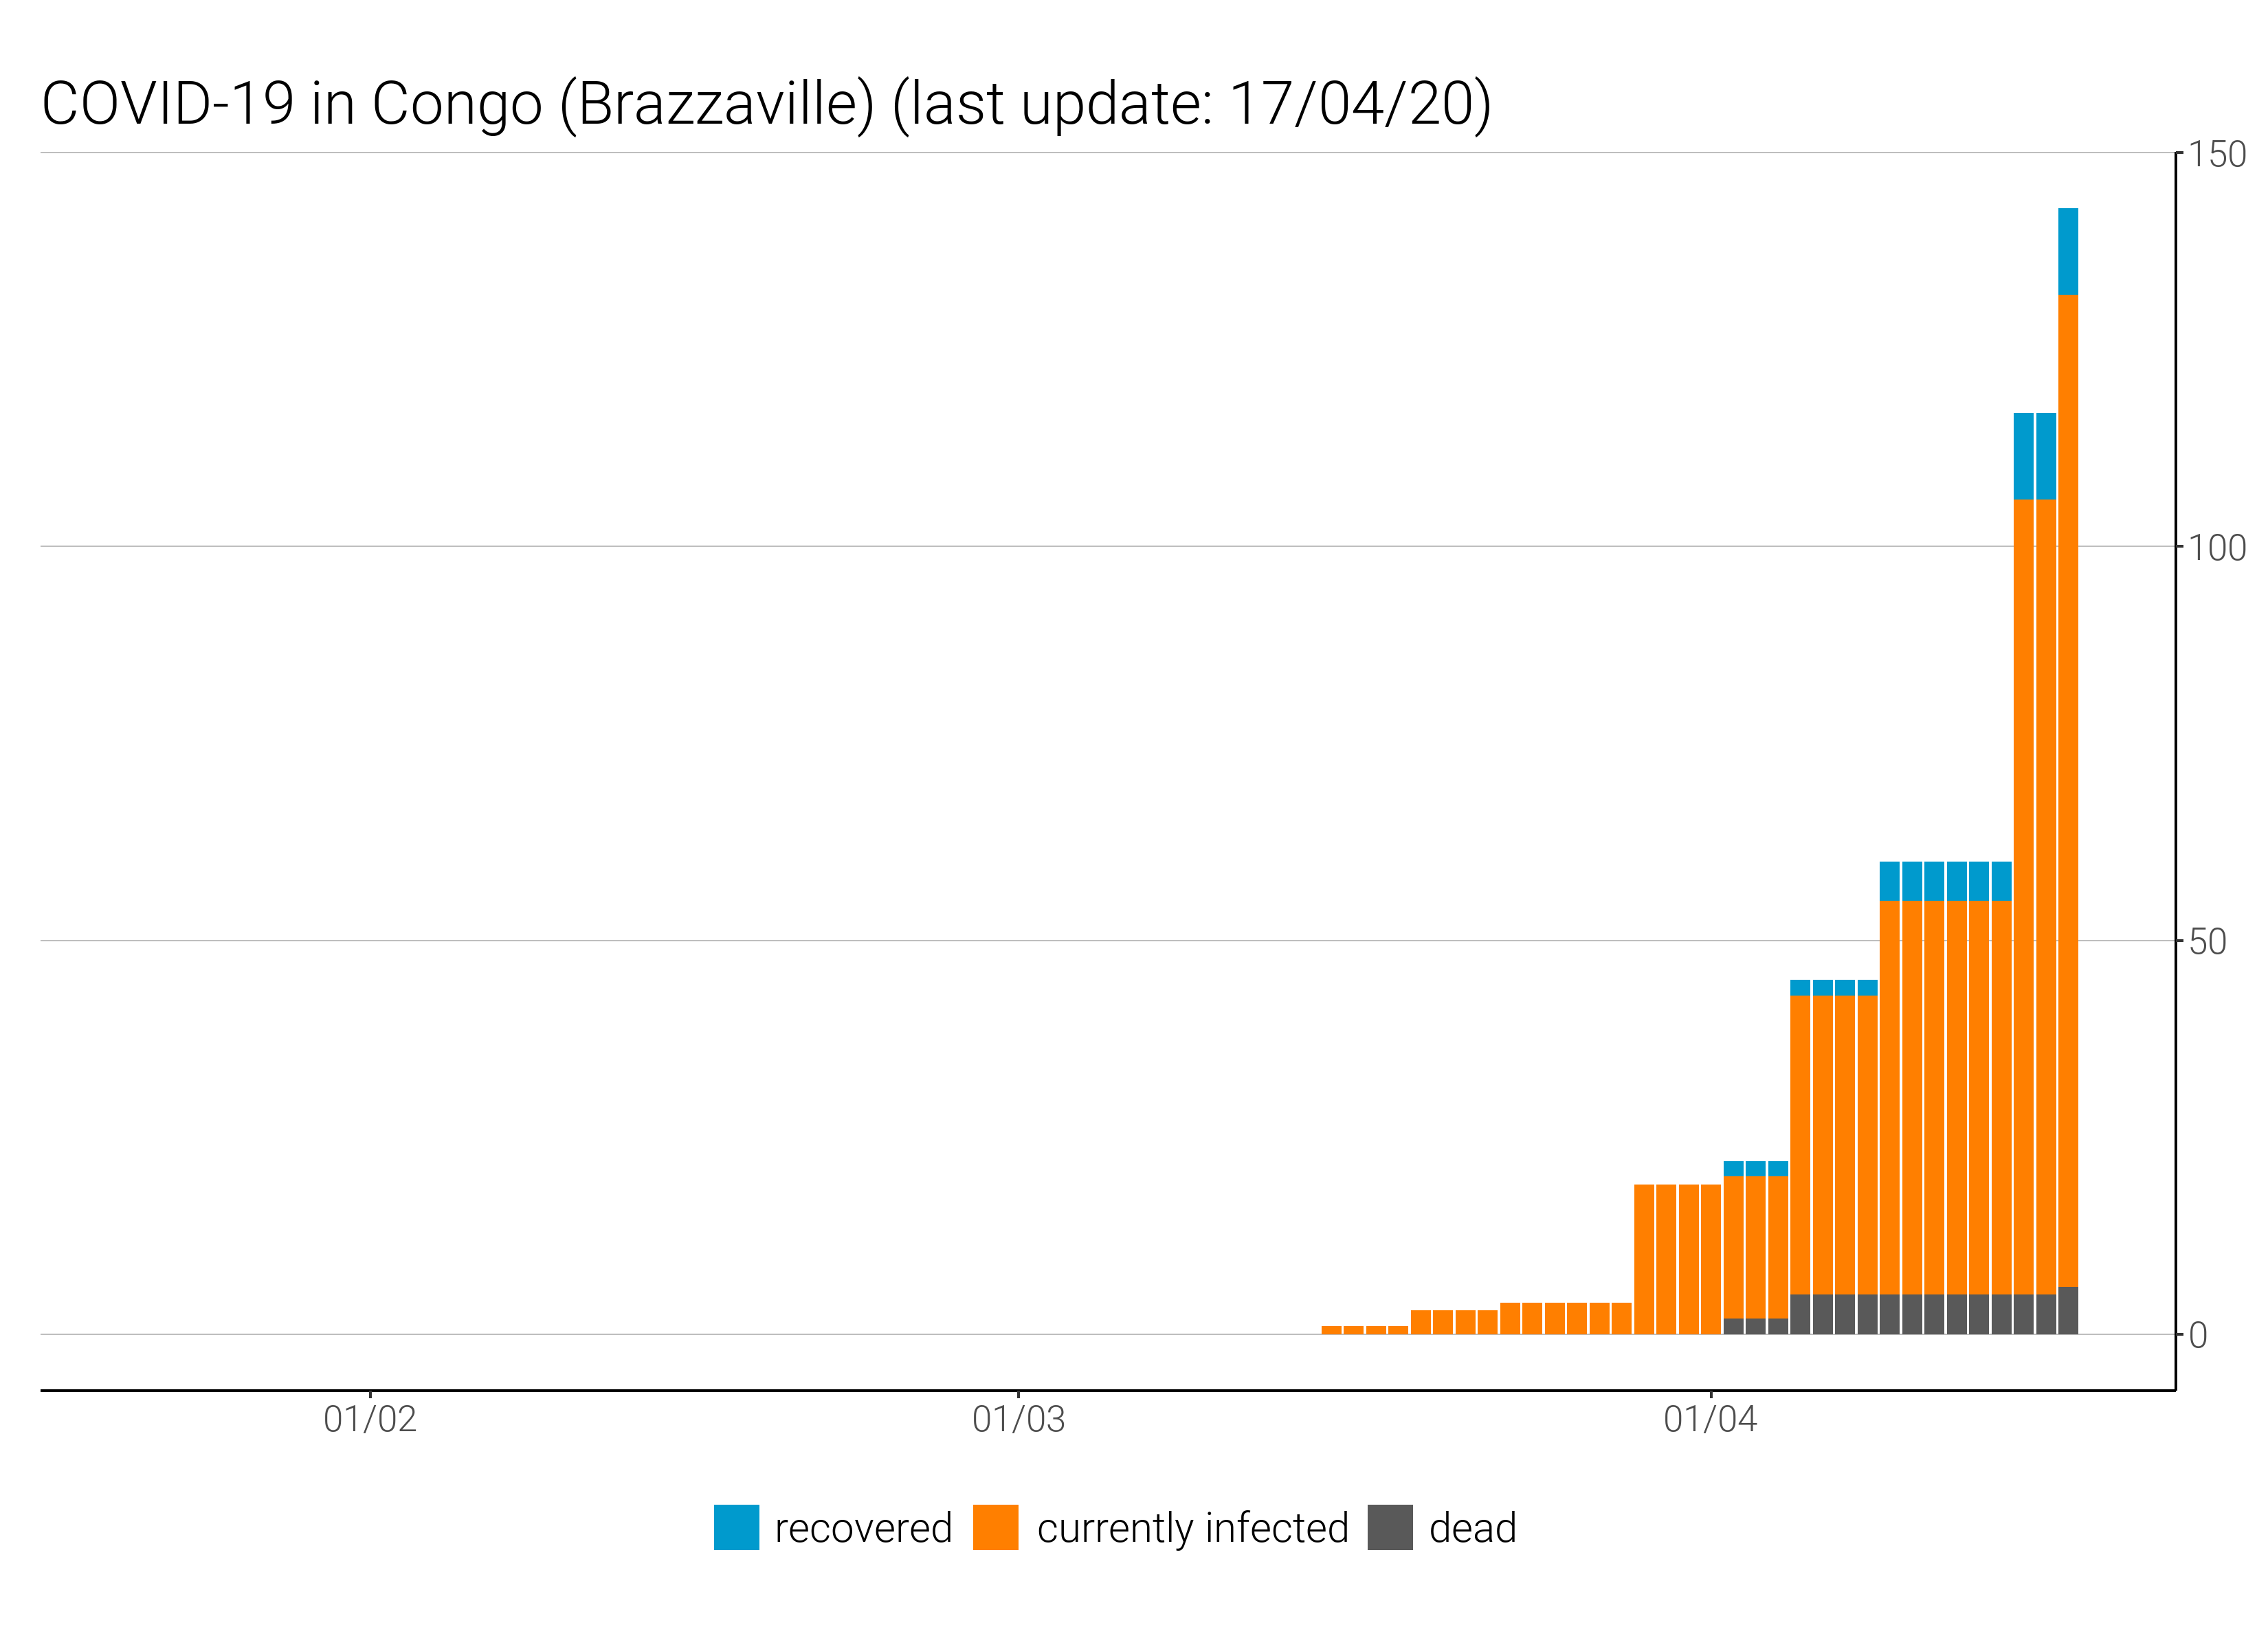 COVID-19 in Congo (Brazzaville) (last update: 17/04/20)
150
100
50
0
01/02 01/03 01/04
recovered currently infected dead